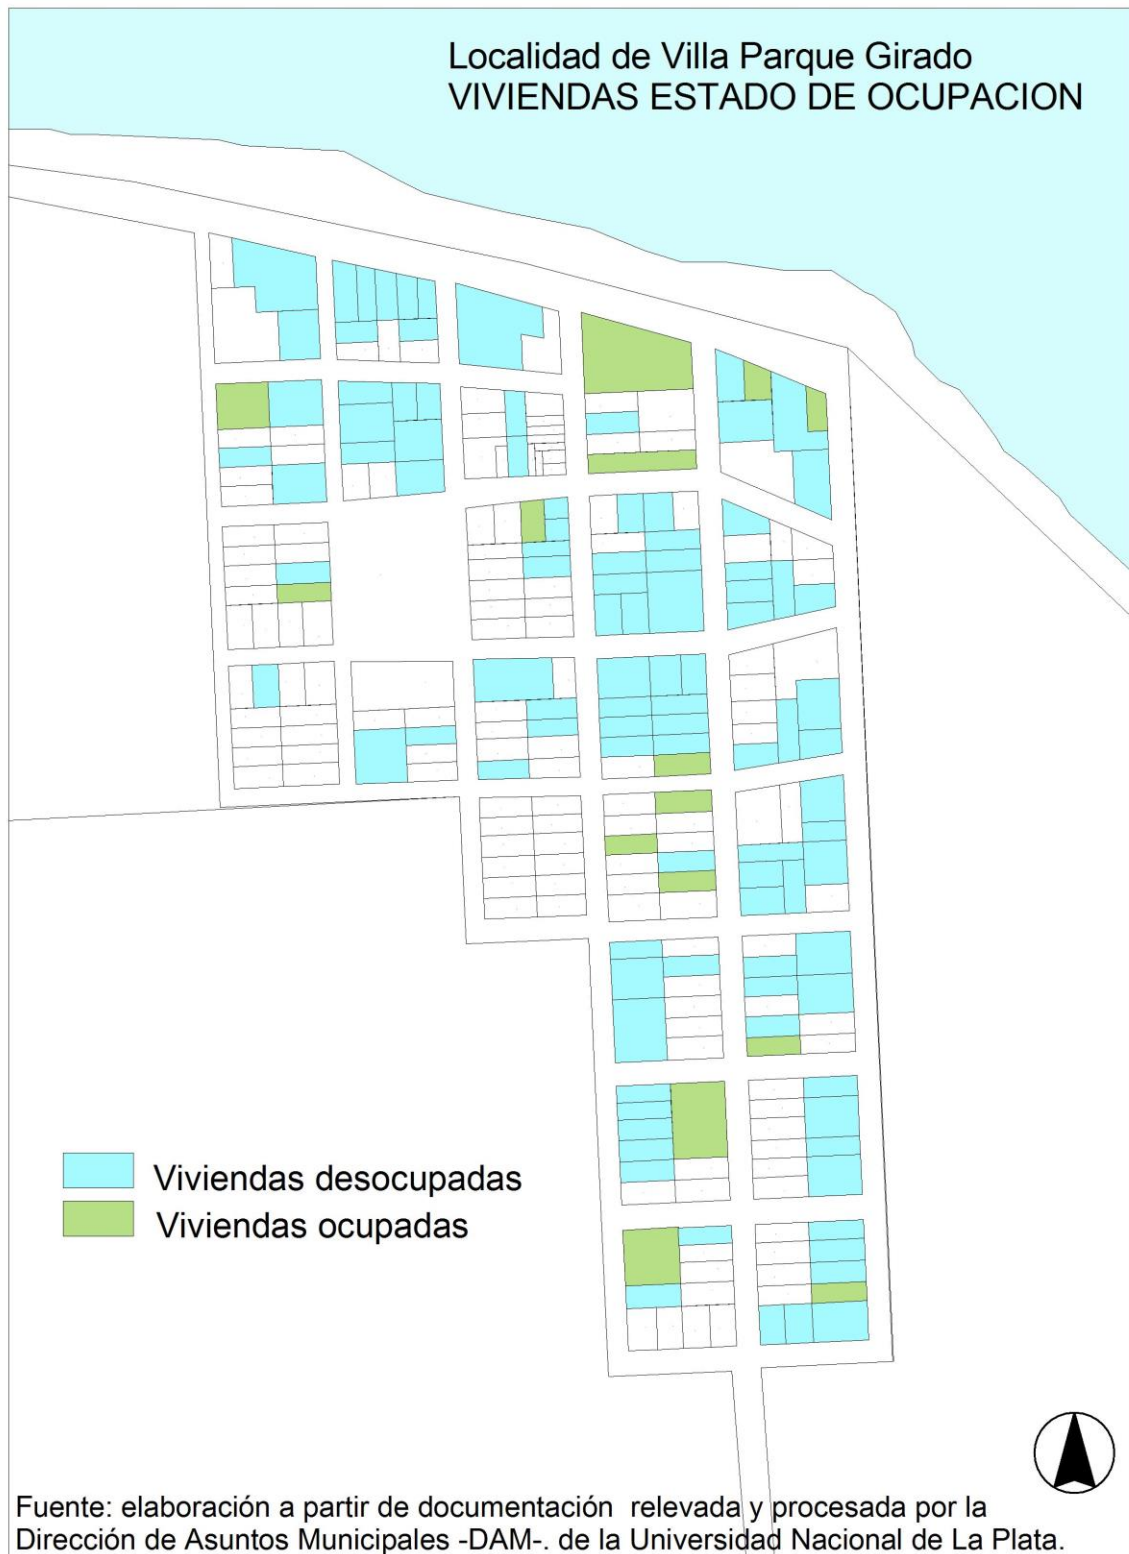 Localidad de Villa Parque Girado
VIVIENDAS ESTADO DE OCUPACION
Viviendas desocupadas
Viviendas ocupadas
Fuente: elaboración a partir de documentación relevada y procesada por la
Dirección de Asuntos Municipales -DAM-. de la Universidad Nacional de La Plata.